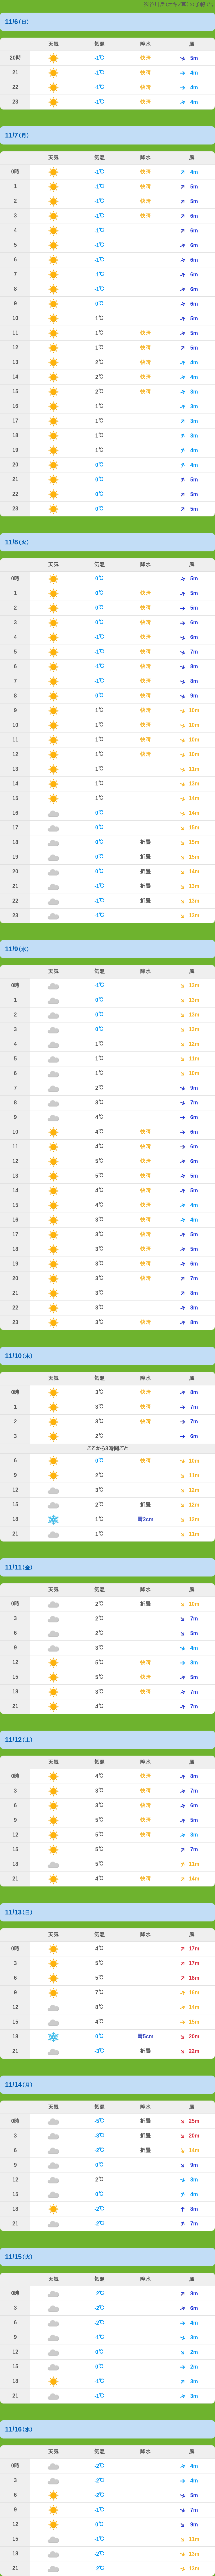 11/6(日)
天気 気温 降水 風
20時 -1℃ 快晴 5m
21 -1℃ 快晴 4m
22 -1℃ 快晴 4m
23 -1℃ 快晴 4m
11/7(月)
天気 気温 降水 風
0時 -1℃ 快晴 4m
1 -1℃ 快晴 5m
2 -1℃ 快晴 5m
3 -1℃ 快晴 6m
4 -1℃ 6m
5 -1℃ 6m
6 -1℃ 6m
7 -1℃ 6m
8 -1℃ 6m
9 0℃ 6m
10 1℃ 5m
11 1℃ 快晴 5m
12 1℃ 快晴 5m
13 2℃ 快晴 4m
14 2℃ 快晴 4m
15 2℃ 快晴 3m
16 1℃ 3m
17 1℃ 3m
18 1℃ 3m
19 1℃ 4m
20 0℃ 4m
21 0℃ 5m
22 0℃ 5m
23 0℃ 5m
11/8(火)
天気 気温 降水 風
0時 0℃ 5m
1 0℃ 快晴 5m
2 0℃ 快晴 5m
3 0℃ 快晴 6m
4 -1℃ 快晴 6m
5 -1℃ 快晴 7m
6 -1℃ 快晴 8m
7 -1℃ 快晴 8m
8 0℃ 快晴 9m
9 1℃ 快晴 10m
10 1℃ 快晴 10m
11 1℃ 快晴 10m
12 1℃ 快晴 10m
13 1℃ 11m
14 1℃ 13m
15 1℃ 14m
16 0℃ 14m
17 0℃ 15m
18 0℃ 折曇 15m
19 0℃ 折曇 15m
20 0℃ 折曇 14m
21 -1℃ 折曇 13m
22 -1℃ 折曇 13m
23 -1℃ 13m
11/9(水)
天気 気温 降水 風
0時 -1℃ 13m
1 0℃ 13m
2 0℃ 13m
3 0℃ 13m
4 1℃ 12m
5 1℃ 11m
6 1℃ 10m
7 2℃ 9m
8 3℃ 7m
9 4℃ 6m
10 4℃ 快晴 6m
11 4℃ 快晴 6m
12 5℃ 快晴 6m
13 5℃ 快晴 5m
14 4℃ 快晴 5m
15 4℃ 快晴 4m
16 3℃ 快晴 4m
17 3℃ 快晴 5m
18 3℃ 快晴 5m
19 3℃ 快晴 6m
20 3℃ 快晴 7m
21 3℃ 8m
22 3℃ 8m
23 3℃ 快晴 8m
11/10(木)
天気 気温 降水 風
0時 3℃ 快晴 8m
1 3℃ 快晴 7m
2 3℃ 快晴 7m
3 2℃ 6m
ここから3時間ごと
6 0℃ 快晴 10m
9 2℃ 11m
12 3℃ 12m
15 2℃ 折曇 12m
18 1℃ 雪2cm 12m
21 1℃ 11m
11/11(金)
天気 気温 降水 風
0時 2℃ 折曇 10m
3 2℃ 7m
6 2℃ 5m
9 3℃ 4m
12 5℃ 快晴 3m
15 5℃ 快晴 5m
18 3℃ 快晴 7m
21 4℃ 7m
11/12(土)
天気 気温 降水 風
0時 4℃ 快晴 8m
3 3℃ 快晴 7m
6 3℃ 快晴 6m
9 5℃ 快晴 5m
12 5℃ 快晴 3m
15 5℃ 7m
18 5℃ 11m
21 4℃ 快晴 14m
11/13(日)
天気 気温 降水 風
0時 4℃ 17m
3 5℃ 17m
6 5℃ 18m
9 7℃ 16m
12 8℃ 14m
15 4℃ 15m
18 0℃ 雪5cm 20m
21 -3℃ 折曇 22m
11/14(月)
天気 気温 降水 風
0時 -5℃ 折曇 25m
3 -3℃ 折曇 20m
6 -2℃ 折曇 14m
9 0℃ 9m
12 2℃ 3m
15 0℃ 4m
18 -2℃ 8m
21 -2℃ 7m
11/15(火)
天気 気温 降水 風
0時 -2℃ 8m
3 -2℃ 6m
6 -2℃ 4m
9 -1℃ 3m
12 0℃ 2m
15 0℃ 2m
18 -1℃ 3m
21 -1℃ 3m
11/16(水)
天気 気温 降水 風
0時 -2℃ 4m
3 -2℃ 4m
6 -2℃ 5m
9 -1℃ 7m
12 0℃ 9m
15 -1℃ 11m
18 -2℃ 13m
21 -2℃ 13m